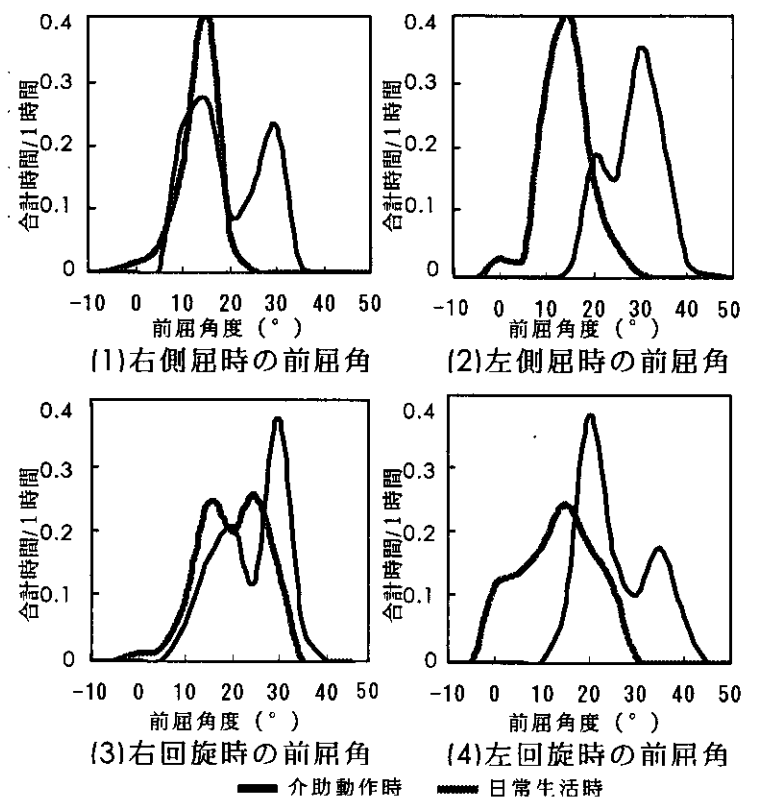 0.4
0.3
0.2
0.1
0
合計時間/1時間
-10 0 10 20 30 40 50
前屈角度(°)
(1)右側屈時の前屈角
0.4
0.3
0.2
0.1
0
合計時間/1時間
-10 0 10 20 30 40 50
前屈角度(°)
(2)左側屈時の前屈角
0.4
0.3
0.2
0.1
0
合計時間/1時間
-10 0 10 20 30 40 50
前屈角度(°)
(3)右回旋時の前屈角
0.4
0.3
0.2
0.1
0
合計時間/1時間
-10 0 10 20 30 40 50
前屈角度(°)
(4)左回旋時の前屈角
介助動作時 日常生活時